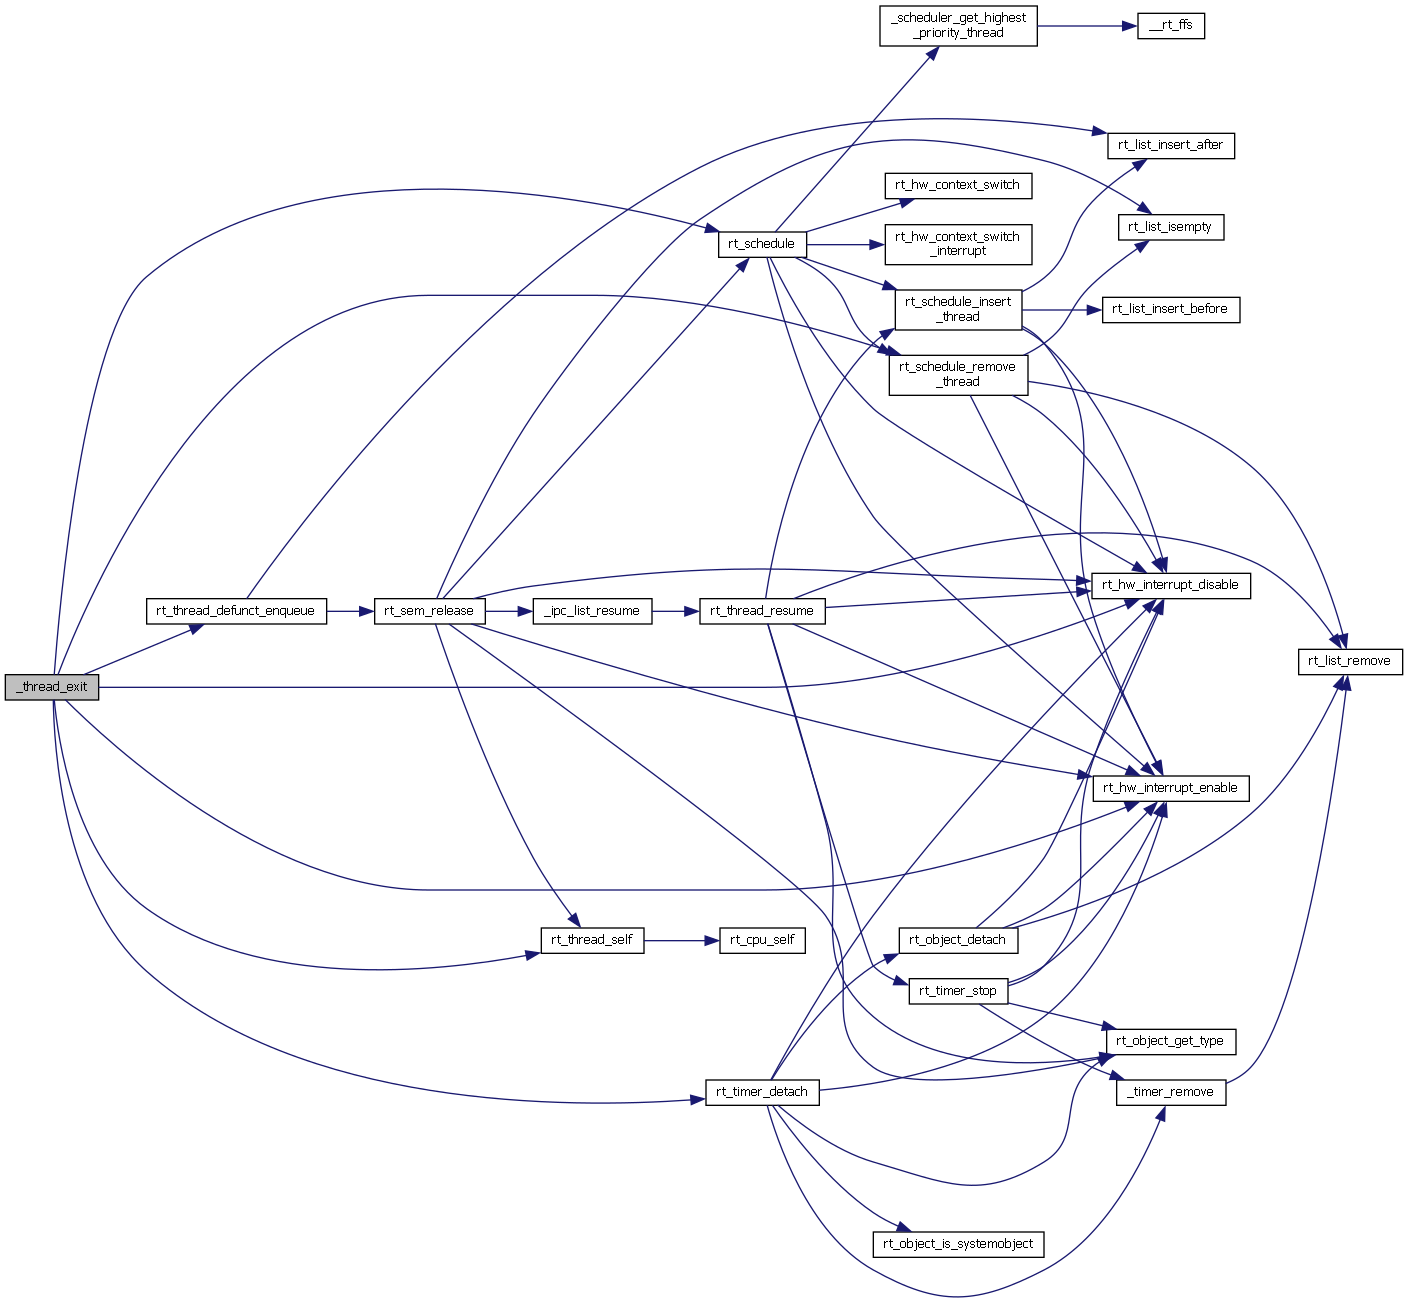 _scheduler_get_highest
_priority_thread
__rt_ffs
rt_list_insert_after
rt_hw_context_switch
rt_list_isempty
rt_schedule
rt_hw_context_switch
_interrupt
rt_schedule_insert
_thread
rt_list_insert_before
rt_schedule_remove
_thread
rt_hw_interrupt_disable
rt_thread_defunct_enqueue
rt_sem_release
_ipc_list_resume
rt_thread_resume
rt_list_remove
_thread_exit
rt_hw_interrupt_enable
rt_thread_self
rt_cpu_self
rt_object_detach
rt_timer_stop
rt_object_get_type
rt_timer_detach
_timer_remove
rt_object_is_systemobject